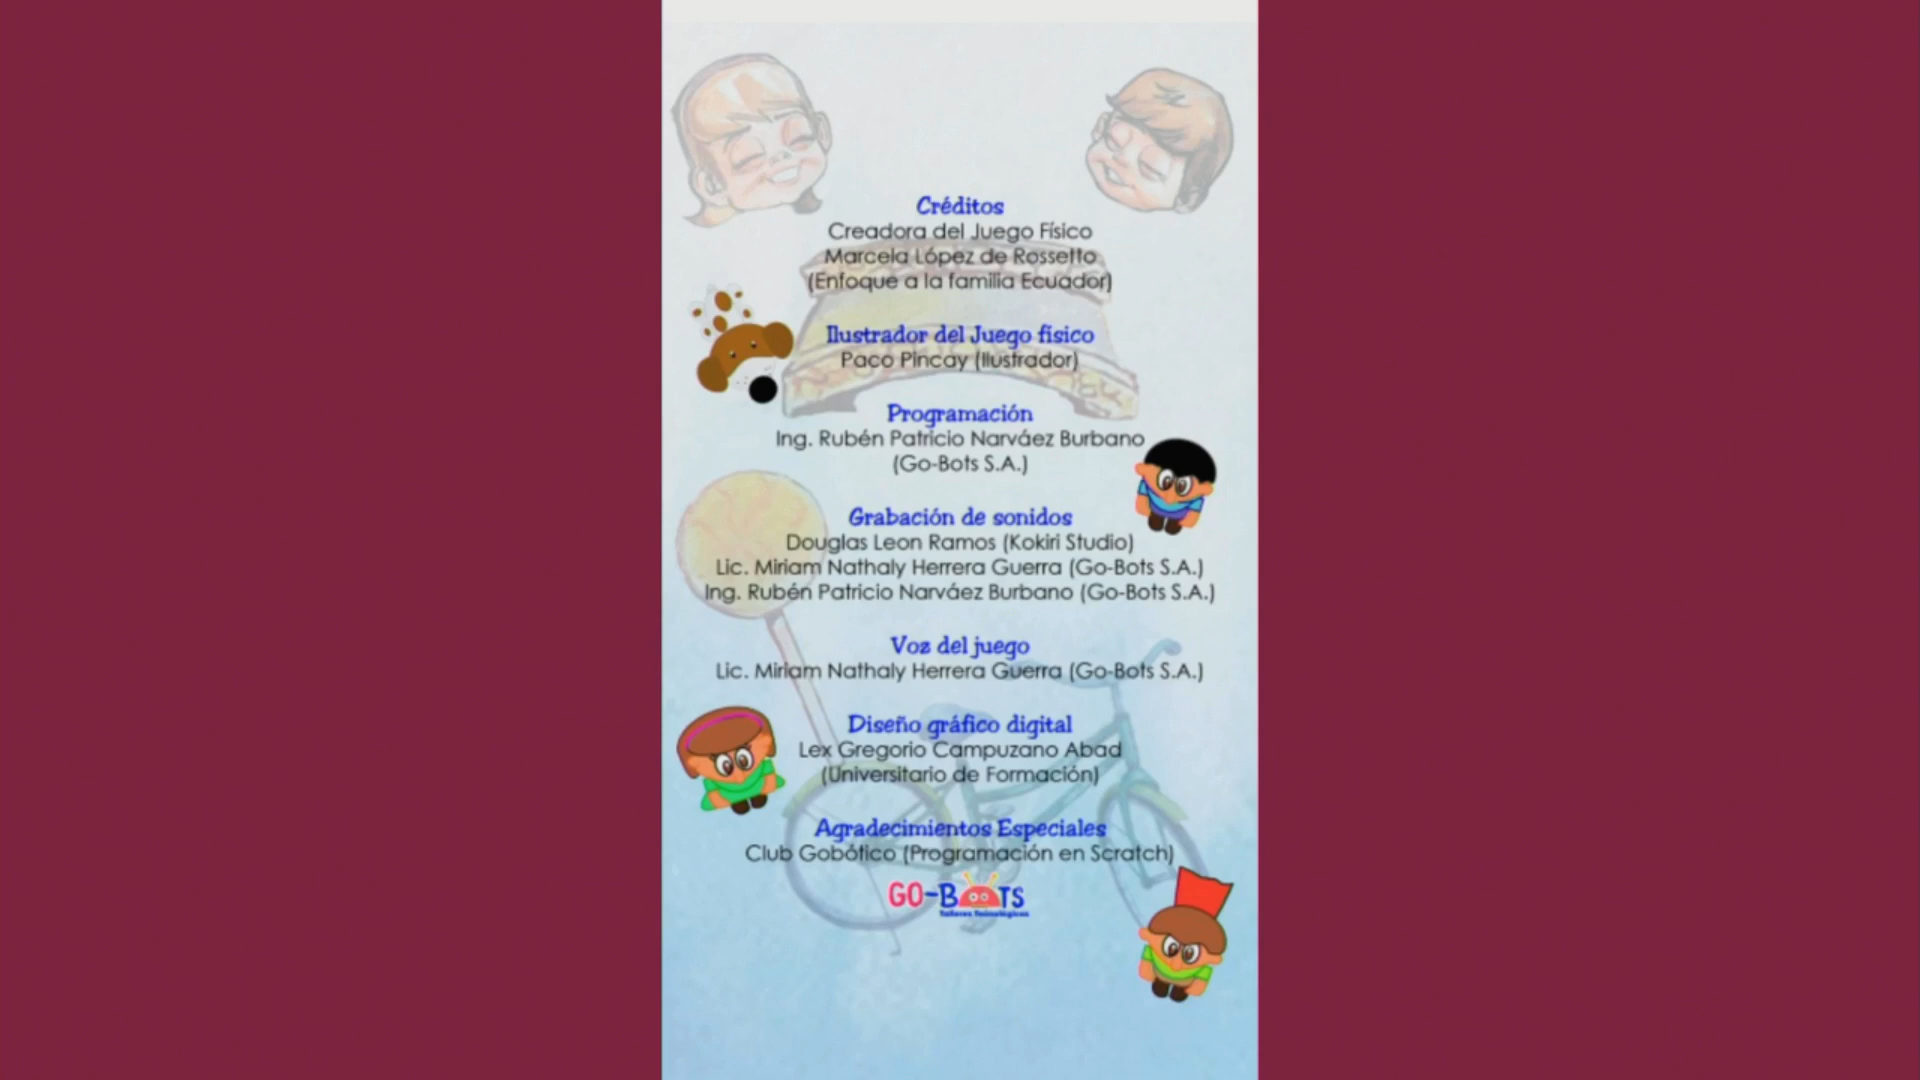 Créditos
Creadora del Juego Físico
Marcela López de Rossetto
(Enfoque a la familia Ecuador)
Ilustrador del Juego físico
Paco Pincay (Ilustrador)
Programación
Ing. Rubén Patricio Narváez Burbano
(Go-Bots S.A.)
Grabación de sonidos
Douglas Leon Ramos (Kokiri Studio)
Lic. Miriam Nathaly Herrera Guerra (Go-Bots S.A.)
Ing. Rubén Patricio Narváez Burbano (Go-Bots S.A.)
Voz del juego
Lic. Miriam Nathaly Herrera Guerra (Go-Bots S.A.)
Diseño gráfico digital
Lex Gregorio Campuzano Abad
(Universitario de Formación)
Agradecimientos Especiales
Club Gobótico (Programación en Scratch)
GO-BOTS
Talleres Tecnológicos